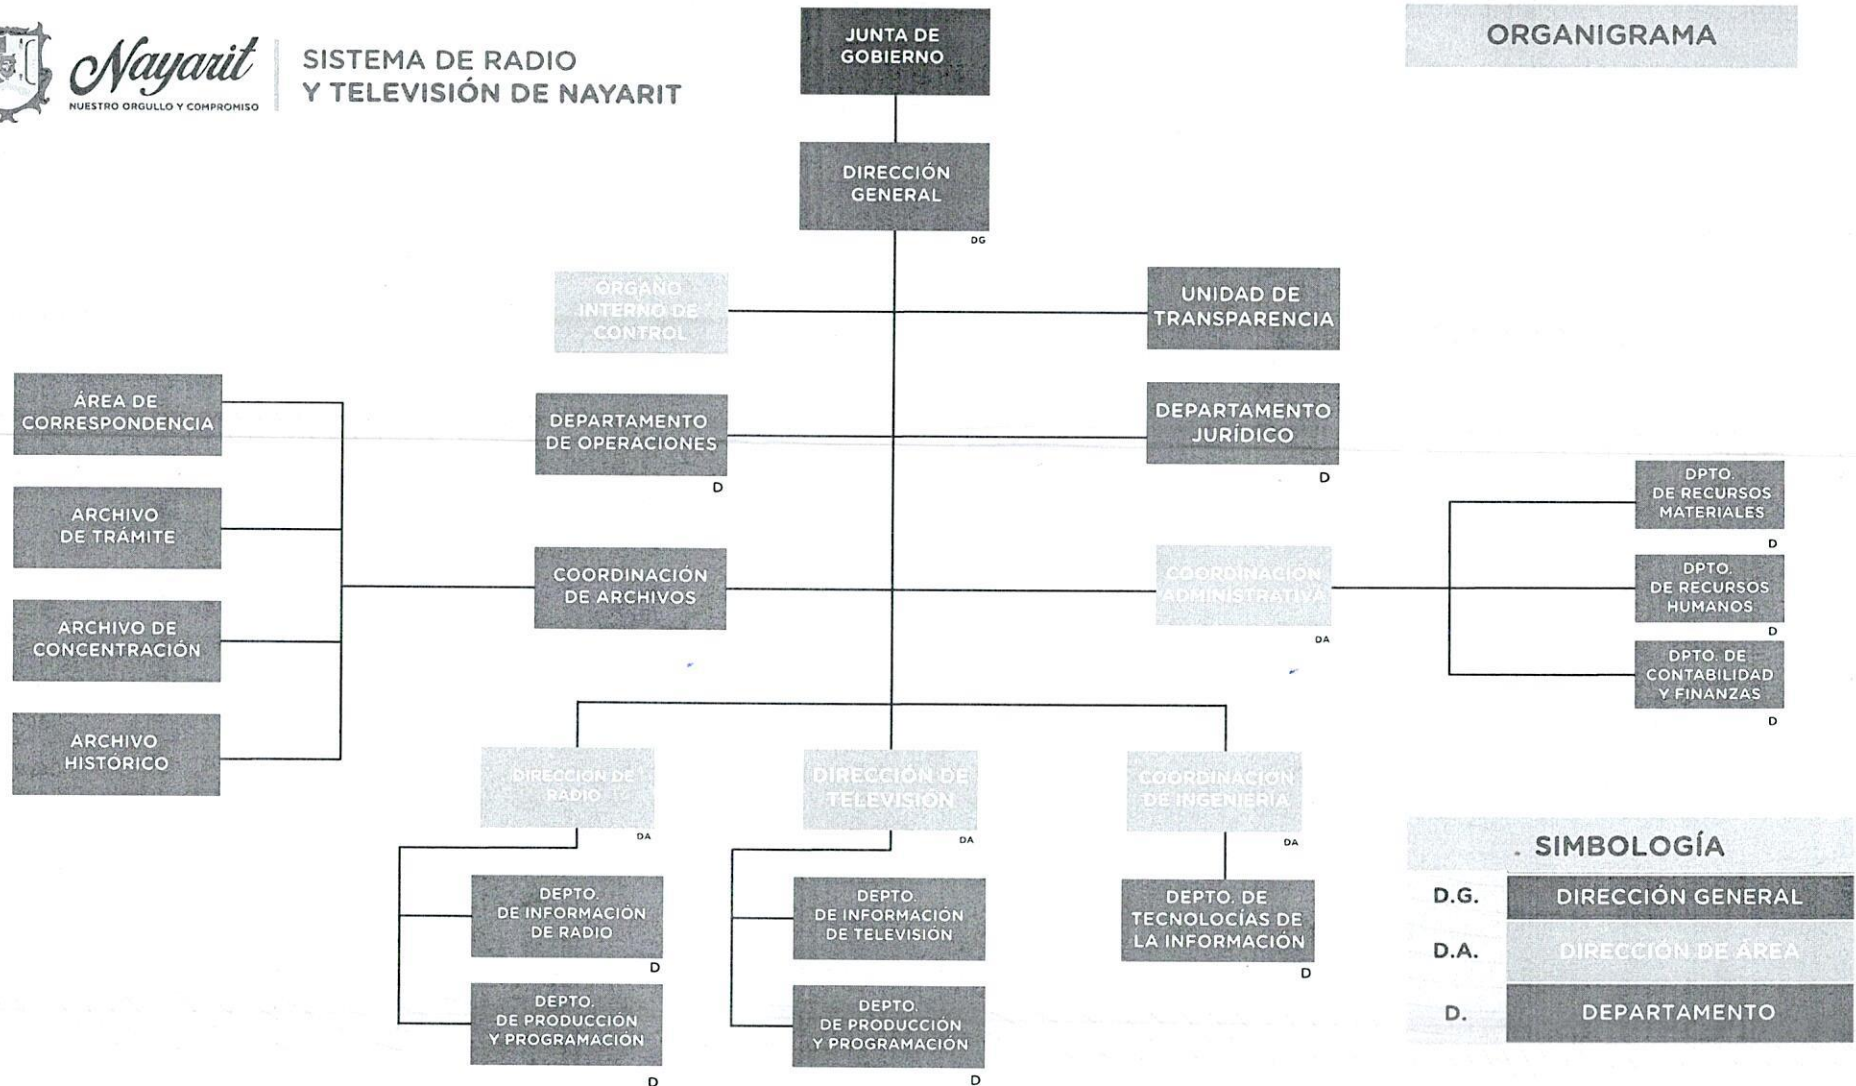 Nayarit
NUESTRO ORGULLO Y COMPROMISO
SISTEMA DE RADIO
Y TELEVISIÓN DE NAYARIT
JUNTA DE
GOBIERNO
ORGANIGRAMA
DIRECCIÓN
GENERAL
DG
ÓRGANO
INTERNO DE
CONTROL
UNIDAD DE
TRANSPARENCIA
ÁREA DE
CORRESPONDENCIA
DEPARTAMENTO
DE OPERACIONES
D
DEPARTAMENTO
JURÍDICO
D
ARCHIVO
DE TRÁMITE
DPTO.
DE RECURSOS
MATERIALES
D
COORDINACIÓN
DE ARCHIVOS
COORDINACIÓN
ADMINISTRATIVA
DA
DPTO.
DE RECURSOS
HUMANOS
D
ARCHIVO DE
CONCENTRACIÓN
DPTO. DE
CONTABILIDAD
Y FINANZAS
D
ARCHIVO
HISTÓRICO
DIRECCIÓN DE
RADIO
DA
DIRECCIÓN DE
TELEVISIÓN
DA
COORDINACIÓN
DE INGENIERÍA
DA
DEPTO.
DE INFORMACIÓN
DE RADIO
D
DEPTO.
DE INFORMACIÓN
DE TELEVISIÓN
DEPTO. DE
TECNOLOCÍAS DE
LA INFORMACIÓN
D
DEPTO.
DE PRODUCCIÓN
Y PROGRAMACIÓN
D
DEPTO.
DE PRODUCCIÓN
Y PROGRAMACIÓN
D
SIMBOLOGÍA
D.G. DIRECCIÓN GENERAL
D.A. DIRECCIÓN DE ÁREA
D. DEPARTAMENTO